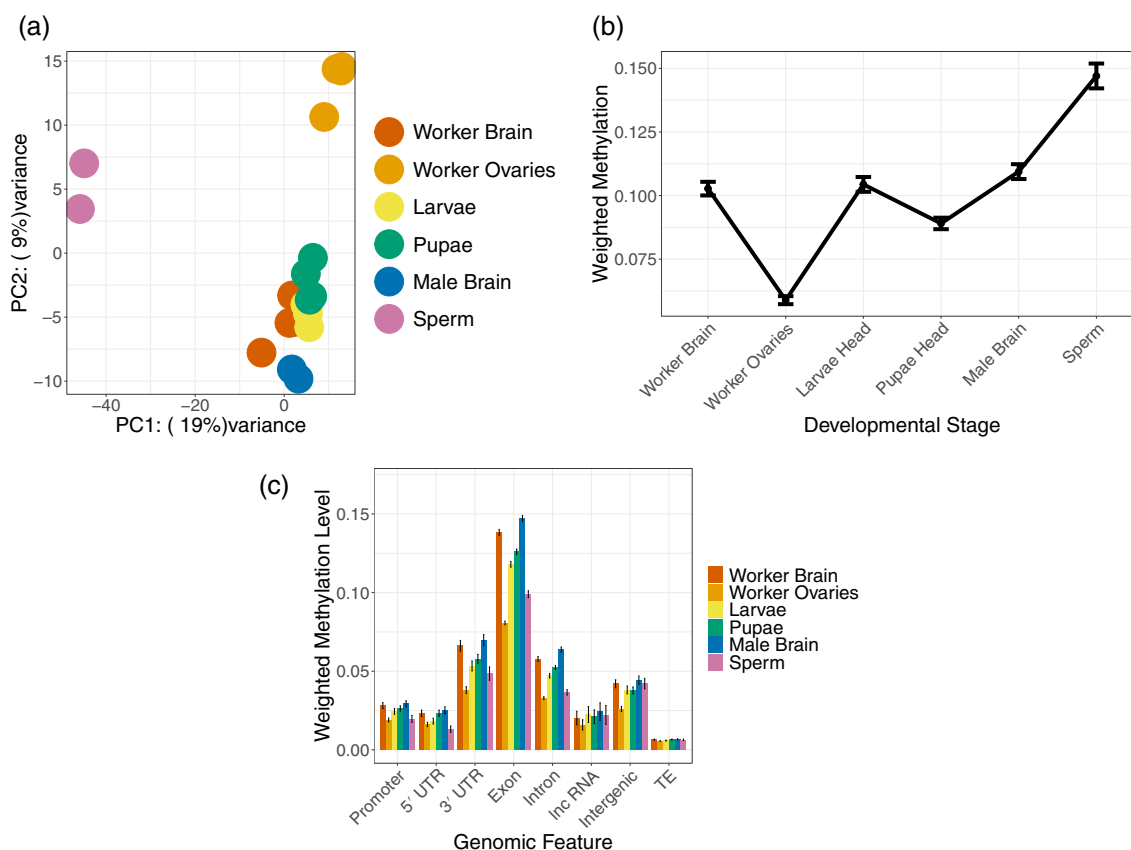 (a)
15
10
5
0
−5
−10
PC2: ( 9%)variance
−40
−20
0
PC1: ( 19%)variance
Worker Brain
Worker Ovaries
Larvae
Pupae
Male Brain
Sperm
(b)
0.150
0.125
0.100
0.075
Weighted Methylation
Worker Brain
Worker Ovaries
Larvae Head
Pupae Head
Male Brain
Sperm
Developmental Stage
(c)
0.15
0.10
0.05
0.00
Weighted Methylation Level
Promoter
5′ UTR
3′ UTR
Exon
Intron
lnc RNA
Intergenic
TE
Genomic Feature
Worker Brain
Worker Ovaries
Larvae
Pupae
Male Brain
Sperm